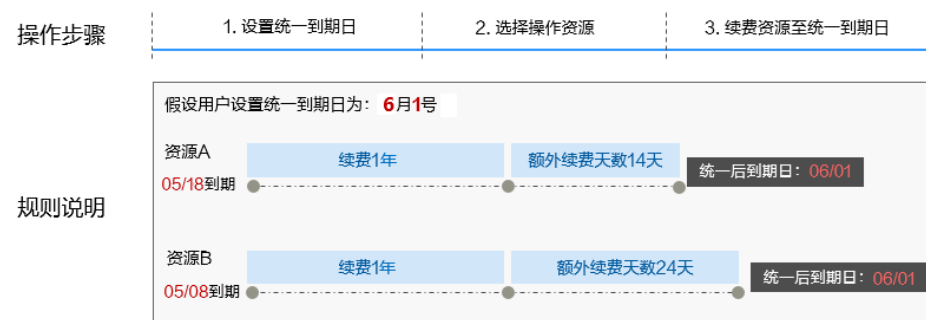 操作步骤
1. 设置统一到期日
2. 选择操作资源
3. 续费资源至统一到期日
规则说明
假设用户设置统一到期日为：6月1号
资源A
05/18到期
续费1年
额外续费天数14天
统一后到期日：06/01
资源B
05/08到期
续费1年
额外续费天数24天
统一后到期日：06/01